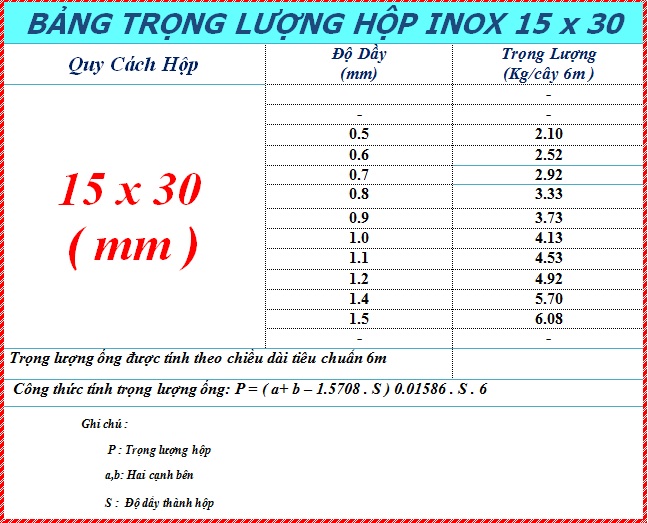 BẢNG TRỌNG LƯỢNG HỘP INOX 15 x 30
Quy Cách Hộp
Độ Dầy
(mm)
Trọng Lượng
(Kg/cây 6m )
15 x 30
( mm )
- -
- -
0.5 2.10
0.6 2.52
0.7 2.92
0.8 3.33
0.9 3.73
1.0 4.13
1.1 4.53
1.2 4.92
1.4 5.70
1.5 6.08
- -
Trọng lượng ống được tính theo chiều dài tiêu chuẩn 6m
Công thức tính trọng lượng ống: P = ( a+ b – 1.5708 . S ) 0.01586 . S . 6
Ghi chú :
P : Trọng lượng hộp
a,b: Hai cạnh bên
S : Độ dầy thành hộp